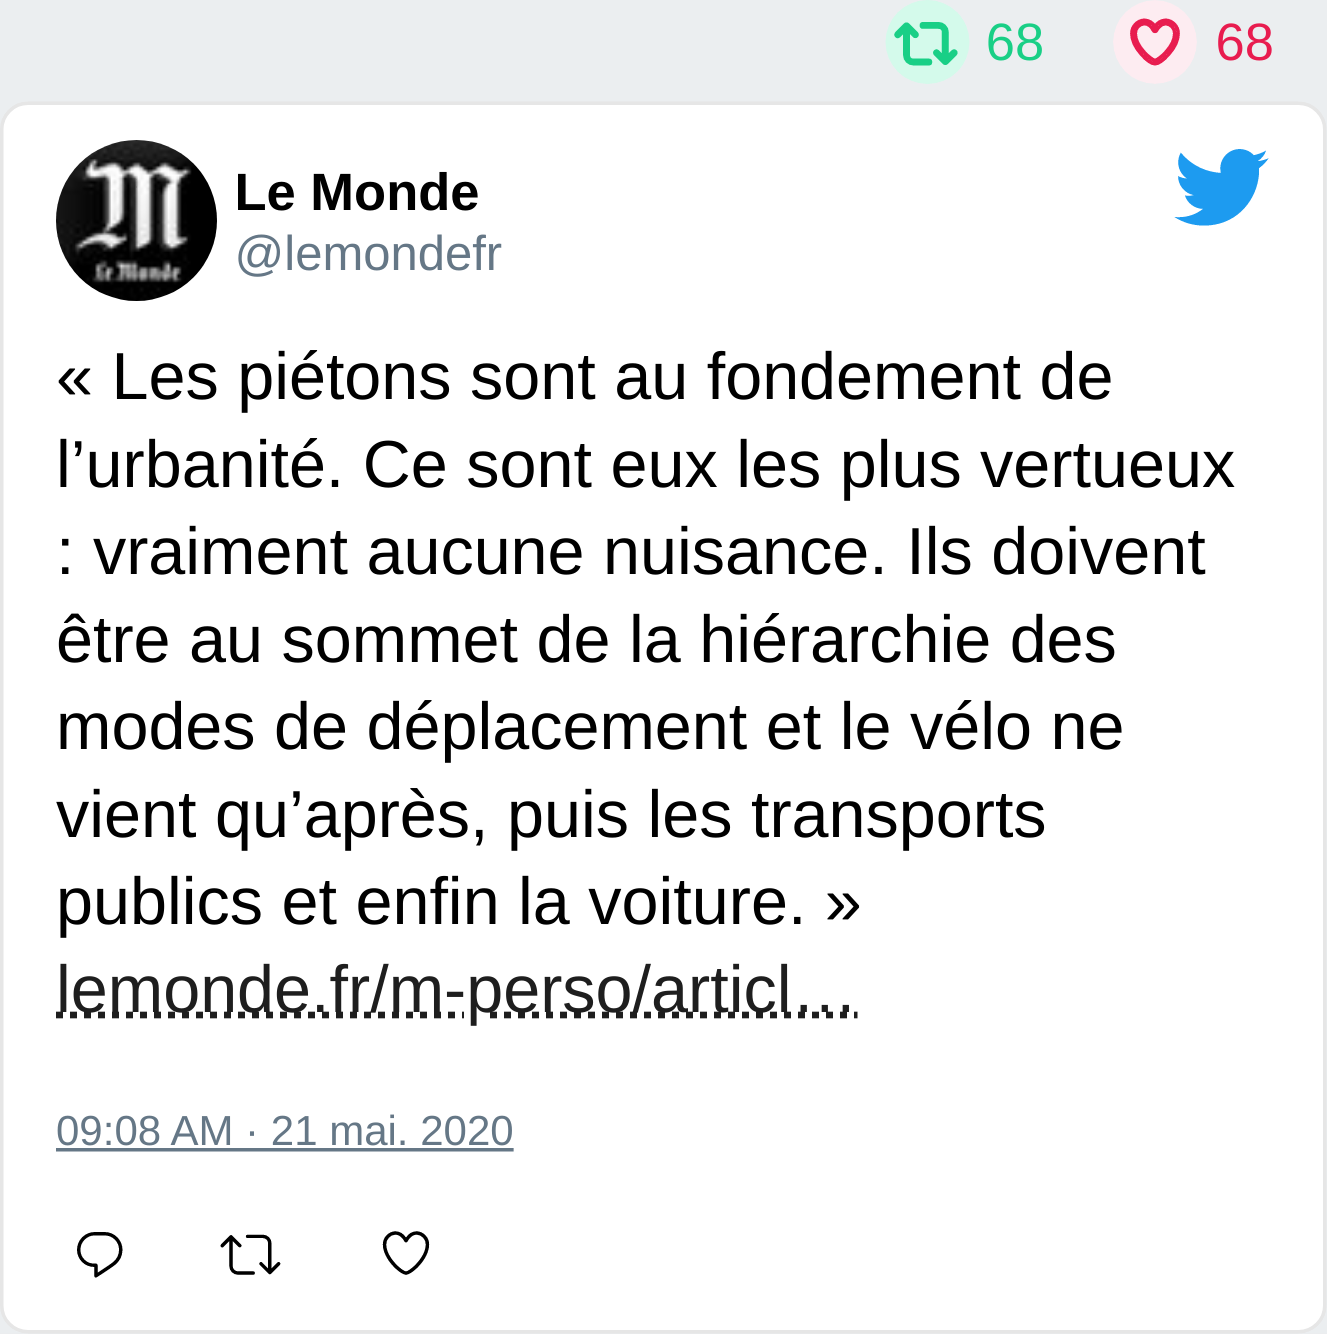 68 68
Le Monde
Le Monde
@lemondefr
« Les piétons sont au fondement de
l’urbanité. Ce sont eux les plus vertueux
: vraiment aucune nuisance. Ils doivent
être au sommet de la hiérarchie des
modes de déplacement et le vélo ne
vient qu’après, puis les transports
publics et enfin la voiture. »
lemonde.fr/m-perso/articl…
09:08 AM · 21 mai. 2020